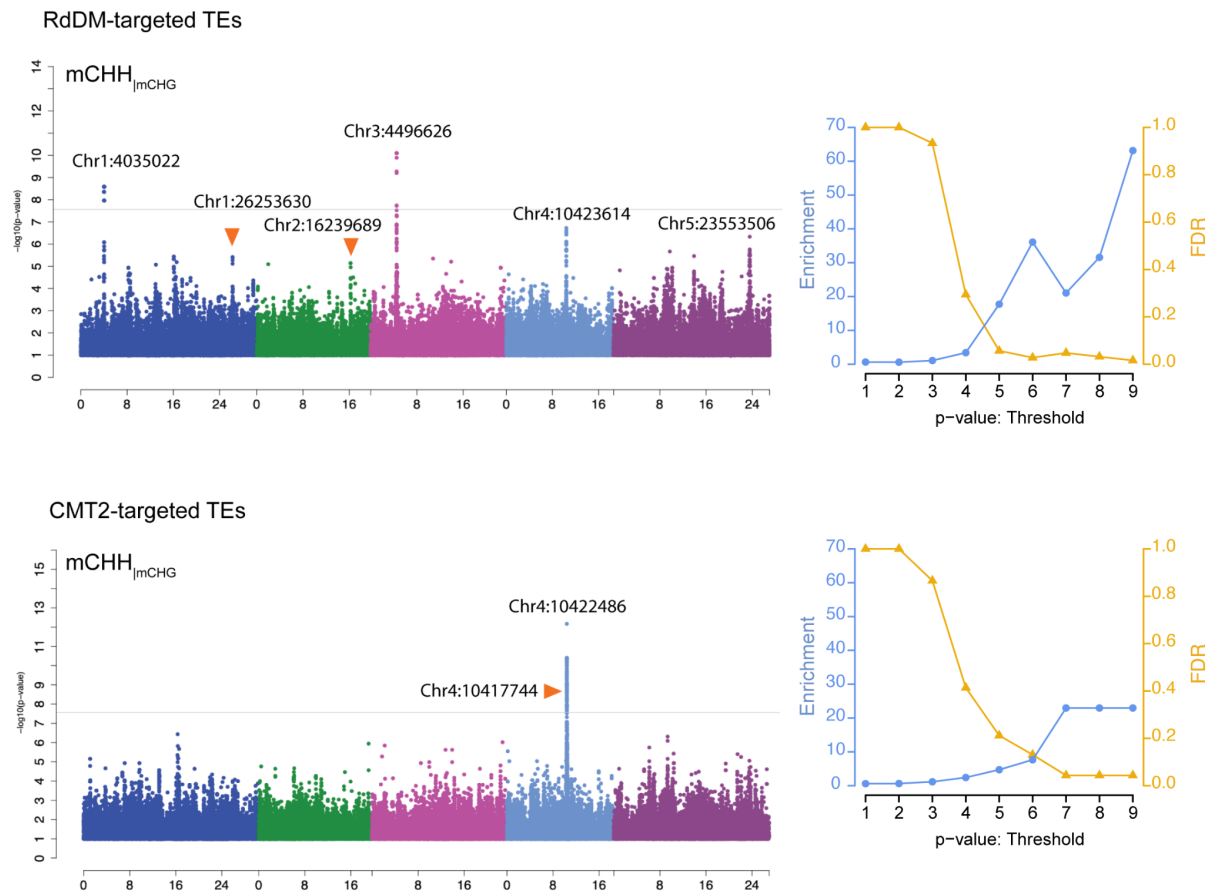 RdDM-targeted TEs
mCHH|mCHG
−log10(p−value)
14
12
10
9
8
7
6
5
4
3
2
1
0
Chr1:4035022
Chr1:26253630
Chr2:16239689
Chr3:4496626
Chr4:10423614
Chr5:23553506
0 8 16 24 0 16 16 0 8 16 24
Enrichment
70
60
50
40
30
20
10
0
FDR
1.0
0.8
0.6
0.4
0.2
0.0
1 2 3 4 5 6 7 8 9
p−value: Threshold
CMT2-targeted TEs
mCHH|mCHG
−log10(p−value)
15
13
11
9
8
7
6
5
4
3
2
1
0
Chr4:10422486
Chr4:10417744
0 8 16 24 0 8 16 0 8 16 0 8 16 8 16 24
Enrichment
70
60
50
40
30
20
10
0
FDR
1.0
0.8
0.6
0.4
0.2
0.0
1 2 3 4 5 6 7 8 9
p−value: Threshold